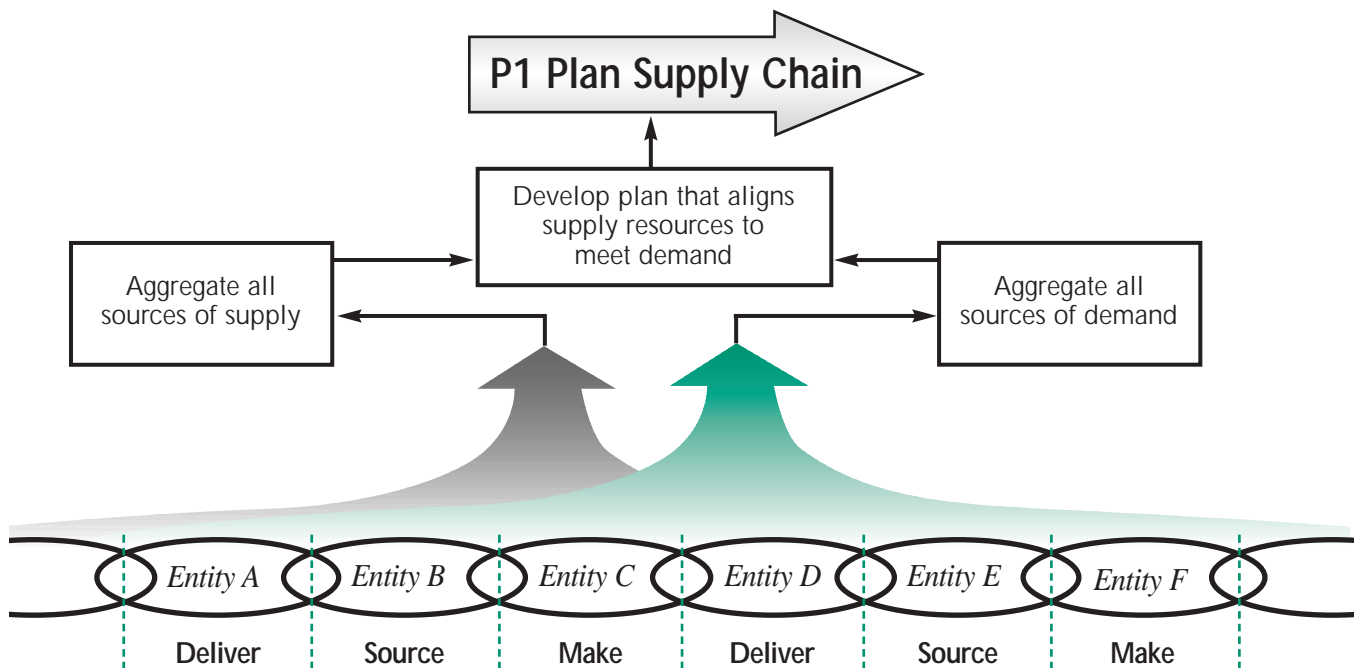 P1 Plan Supply Chain
Develop plan that aligns
supply resources to
meet demand
Aggregate all
sources of supply
Aggregate all
sources of demand
Entity A
Entity B
Entity C
Entity D
Entity E
Entity F
Deliver
Source
Make
Deliver
Source
Make